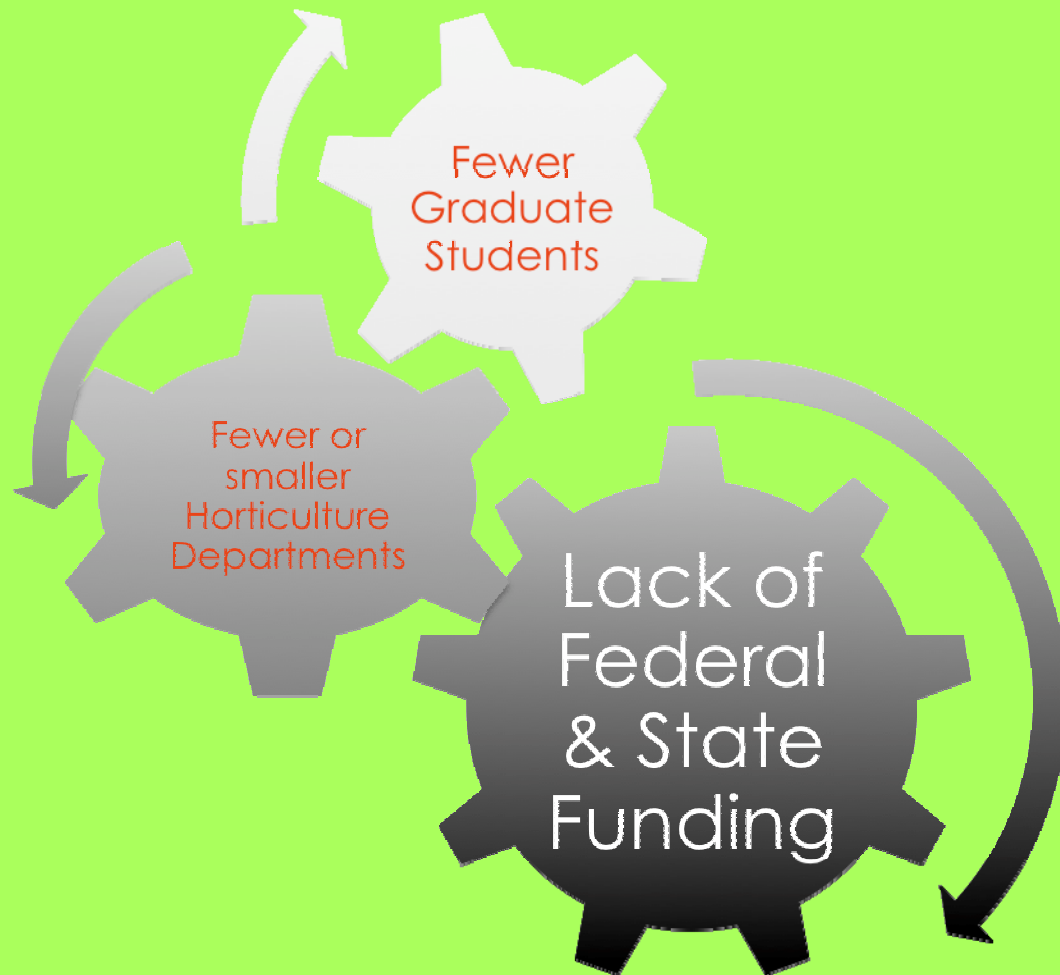 Fewer
Graduate
Students
Fewer or
smaller
Horticulture
Departments
Lack of
Federal
& State
Funding